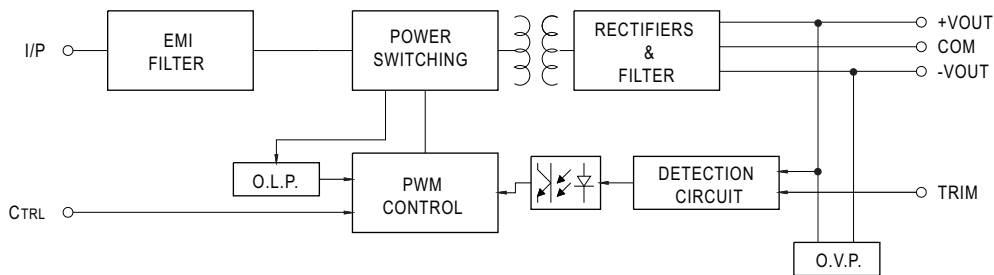 I/P
EMI
FILTER
POWER
SWITCHING
RECTIFIERS
&
FILTER
+VOUT
COM
-VOUT
O.L.P.
PWM
CONTROL
DETECTION
CIRCUIT
TRIM
CTRL
O.V.P.